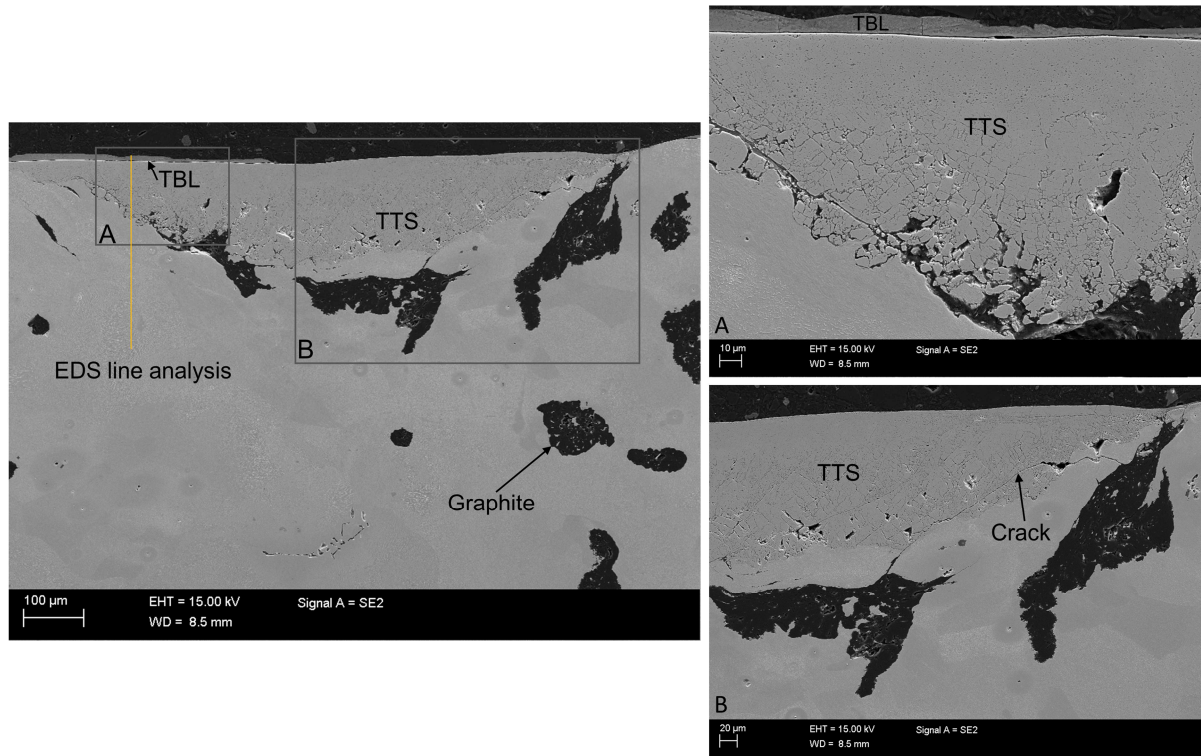 TBL
TTS
A
B
EDS line analysis
Graphite
100 µm
EHT = 15.00 kV
Signal A = SE2
WD = 8.5 mm
TBL
TTS
A
10 µm
EHT = 15.00 kV
Signal A = SE2
WD = 8.5 mm
TTS
Crack
B
20 µm
EHT = 15.00 kV
Signal A = SE2
WD = 8.5 mm